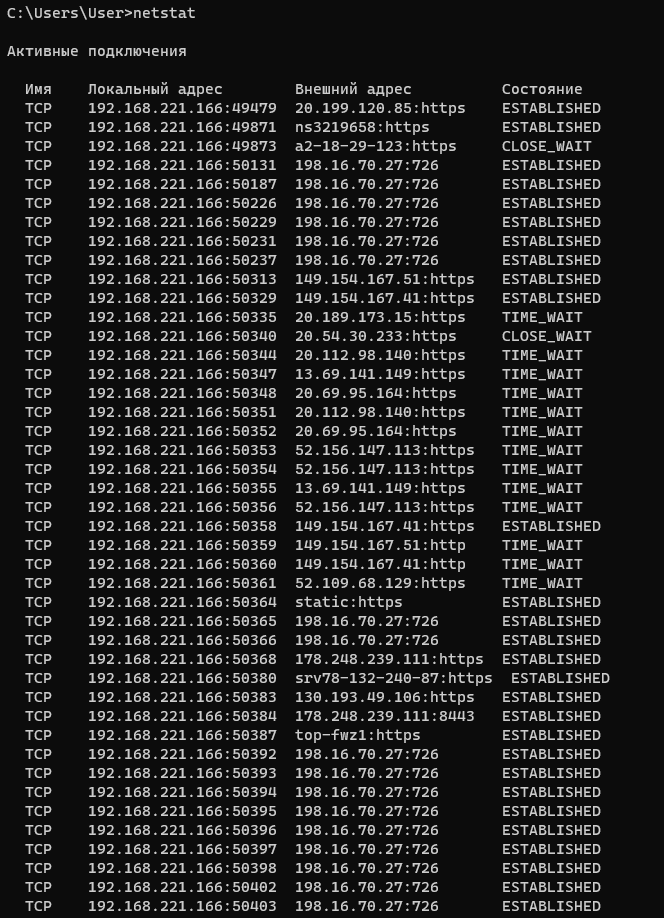 C:\Users\User>netstat
Активные подключения
Имя    Локальный адрес        Внешний адрес          Состояние
TCP    192.168.221.166:49479  20.199.120.85:https    ESTABLISHED
TCP    192.168.221.166:49871  ns3219658:https        ESTABLISHED
TCP    192.168.221.166:49873  a2-18-29-123:https     CLOSE_WAIT
TCP    192.168.221.166:50131  198.16.70.27:726       ESTABLISHED
TCP    192.168.221.166:50187  198.16.70.27:726       ESTABLISHED
TCP    192.168.221.166:50226  198.16.70.27:726       ESTABLISHED
TCP    192.168.221.166:50229  198.16.70.27:726       ESTABLISHED
TCP    192.168.221.166:50231  198.16.70.27:726       ESTABLISHED
TCP    192.168.221.166:50237  198.16.70.27:726       ESTABLISHED
TCP    192.168.221.166:50313  149.154.167.51:https   ESTABLISHED
TCP    192.168.221.166:50329  149.154.167.41:https   ESTABLISHED
TCP    192.168.221.166:50335  20.189.173.15:https    TIME_WAIT
TCP    192.168.221.166:50340  20.54.30.233:https     CLOSE_WAIT
TCP    192.168.221.166:50344  20.112.98.140:https    TIME_WAIT
TCP    192.168.221.166:50347  13.69.141.149:https    TIME_WAIT
TCP    192.168.221.166:50348  20.69.95.164:https     TIME_WAIT
TCP    192.168.221.166:50351  20.112.98.140:https    TIME_WAIT
TCP    192.168.221.166:50352  20.69.95.164:https     TIME_WAIT
TCP    192.168.221.166:50353  52.156.147.113:https   TIME_WAIT
TCP    192.168.221.166:50354  52.156.147.113:https   TIME_WAIT
TCP    192.168.221.166:50355  13.69.141.149:https    TIME_WAIT
TCP    192.168.221.166:50356  52.156.147.113:https   TIME_WAIT
TCP    192.168.221.166:50358  149.154.167.41:https   ESTABLISHED
TCP    192.168.221.166:50359  149.154.167.51:http    TIME_WAIT
TCP    192.168.221.166:50360  149.154.167.41:http    TIME_WAIT
TCP    192.168.221.166:50361  52.109.68.129:https    TIME_WAIT
TCP    192.168.221.166:50364  static:https           ESTABLISHED
TCP    192.168.221.166:50365  198.16.70.27:726       ESTABLISHED
TCP    192.168.221.166:50366  198.16.70.27:726       ESTABLISHED
TCP    192.168.221.166:50368  178.248.239.111:https  ESTABLISHED
TCP    192.168.221.166:50380  srv78-132-240-87:https  ESTABLISHED
TCP    192.168.221.166:50383  130.193.49.106:https   ESTABLISHED
TCP    192.168.221.166:50384  178.248.239.111:8443   ESTABLISHED
TCP    192.168.221.166:50387  top-fwz1:https         ESTABLISHED
TCP    192.168.221.166:50392  198.16.70.27:726       ESTABLISHED
TCP    192.168.221.166:50393  198.16.70.27:726       ESTABLISHED
TCP    192.168.221.166:50394  198.16.70.27:726       ESTABLISHED
TCP    192.168.221.166:50395  198.16.70.27:726       ESTABLISHED
TCP    192.168.221.166:50396  198.16.70.27:726       ESTABLISHED
TCP    192.168.221.166:50397  198.16.70.27:726       ESTABLISHED
TCP    192.168.221.166:50398  198.16.70.27:726       ESTABLISHED
TCP    192.168.221.166:50402  198.16.70.27:726       ESTABLISHED
TCP    192.168.221.166:50403  198.16.70.27:726       ESTABLISHED